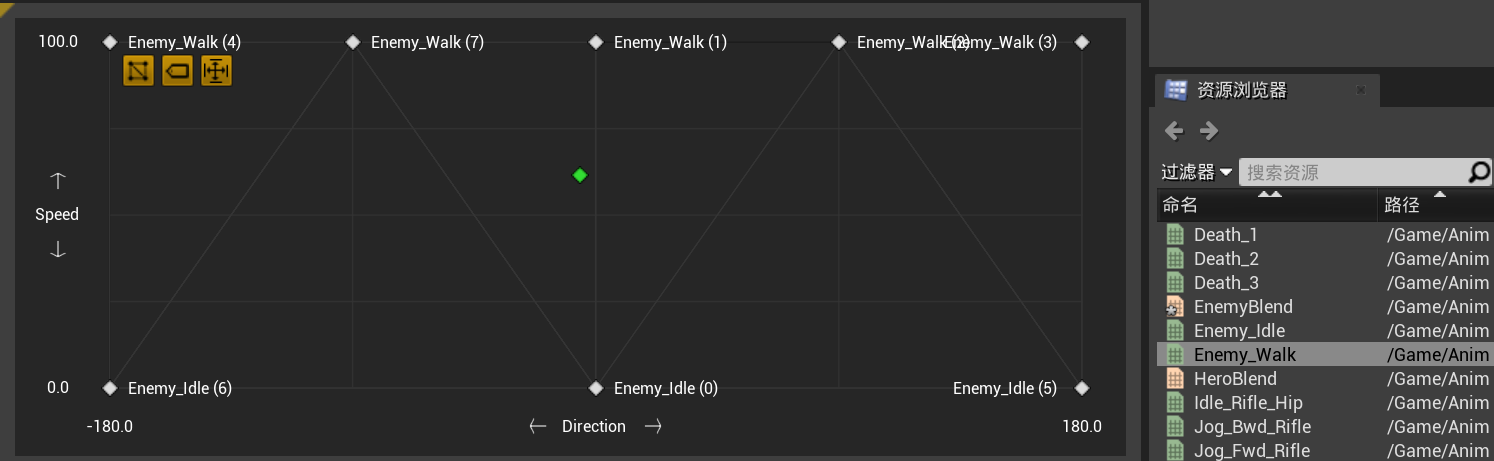 100.0
Enemy_Walk (4)
Enemy_Walk (7)
Enemy_Walk (1)
Enemy_Walk (2)
Enemy_Walk (3)
Speed
0.0
Enemy_Idle (6)
Enemy_Idle (0)
Enemy_Idle (5)
-180.0
Direction
180.0
资源浏览器
过滤器
搜索资源
命名 路径
Death_1 /Game/Anim
Death_2 /Game/Anim
Death_3 /Game/Anim
EnemyBlend /Game/Anim
Enemy_Idle /Game/Anim
Enemy_Walk /Game/Anim
HeroBlend /Game/Anim
Idle_Rifle_Hip /Game/Anim
Jog_Bwd_Rifle /Game/Anim
Jog_Fwd_Rifle /Game/Anim